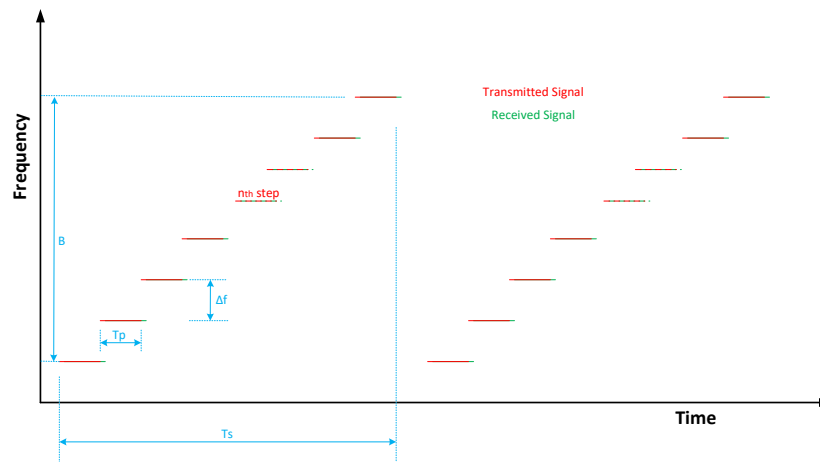 Frequency
Transmitted Signal
Received Signal
nth step
B
Δf
Tp
Time
Ts